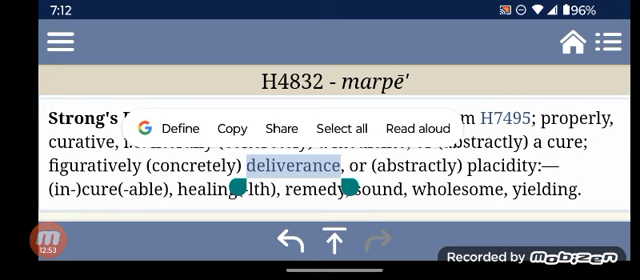 7:12
96%
H4832 - marpē'
Strong's m H7495; properly,
Define Copy Share Select all Read aloud
curative, abstractly) a cure;
figuratively (concretely) deliverance, or (abstractly) placidity:—
(in-)cure(-able), healing(-lth), remedy, sound, wholesome, yielding.
12:53
Recorded by Mobizen